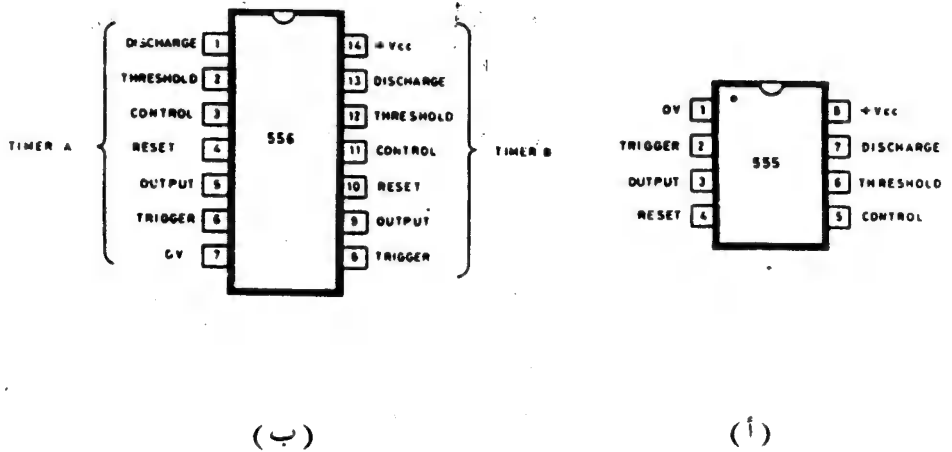 DISCHARGE 1
THRESHOLD 2
CONTROL 3
RESET 4
OUTPUT 5
TRIGGER 6
0V 7
TIMER A
556
14 +Vcc
13 DISCHARGE
12 THRESHOLD
11 CONTROL
10 RESET
9 OUTPUT
8 TRIGGER
TIMER B
0V 1
TRIGGER 2
OUTPUT 3
RESET 4
555
8 +Vcc
7 DISCHARGE
6 THRESHOLD
5 CONTROL
(أ)
(ب)